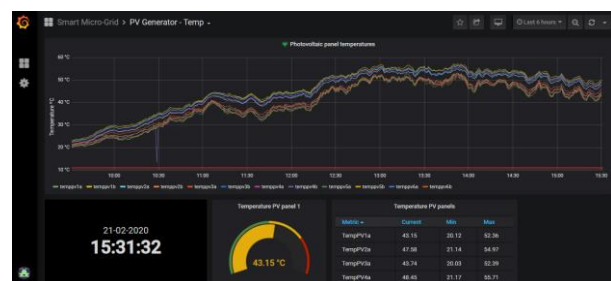 Smart Micro-Grid > PV Generator - Temp
Last 6 hours
Photovoltaic panel temperatures
60 °C
50 °C
40 °C
30 °C
20 °C
10 °C
Temperature °C
10:00 10:30 11:00 11:30 12:00 12:30 13:00 13:30 14:00 14:30 15:00 15:30
temppv1a temppv1b temppv2a temppv2b temppv3a temppv3b temppv4a temppv4b temppv5a temppv5b temppv6a temppv6b
21-02-2020
15:31:32
Temperature PV panel 1
43.15 °C
Temperature PV panels
Metric Current Min Max
TempPV1a 43.15 20.12 52.36
TempPV2a 47.58 21.14 54.97
TempPV3a 43.74 20.03 52.39
TempPV4a 48.45 21.17 55.71